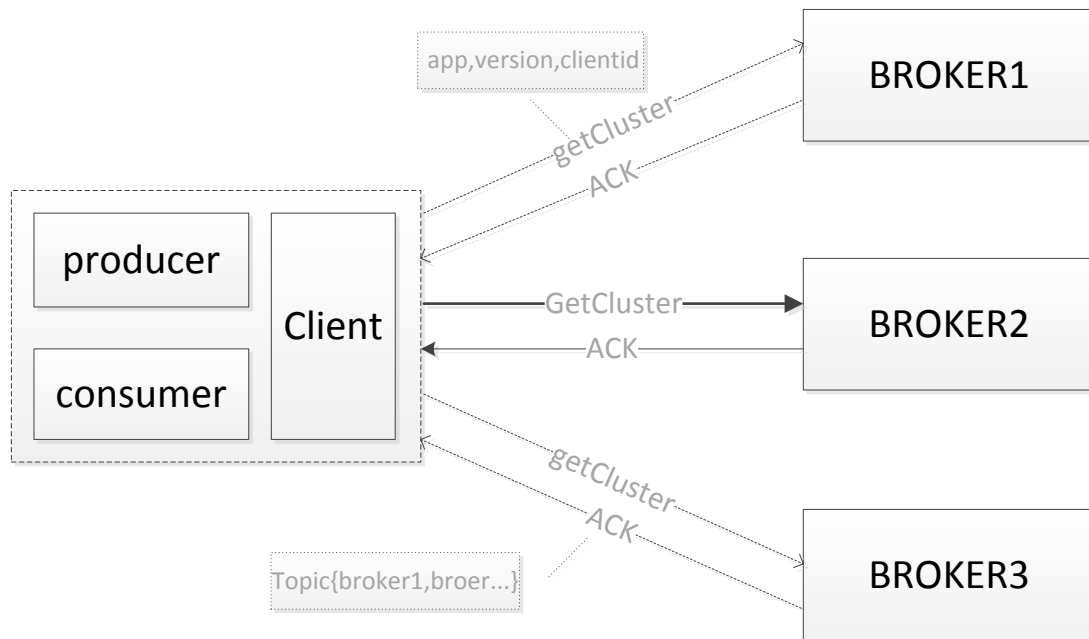 app,version,clientid
BROKER1
getCluster
ACK
producer
Client
consumer
GetCluster
ACK
BROKER2
getCluster
ACK
Topic{broker1,broer...}
BROKER3